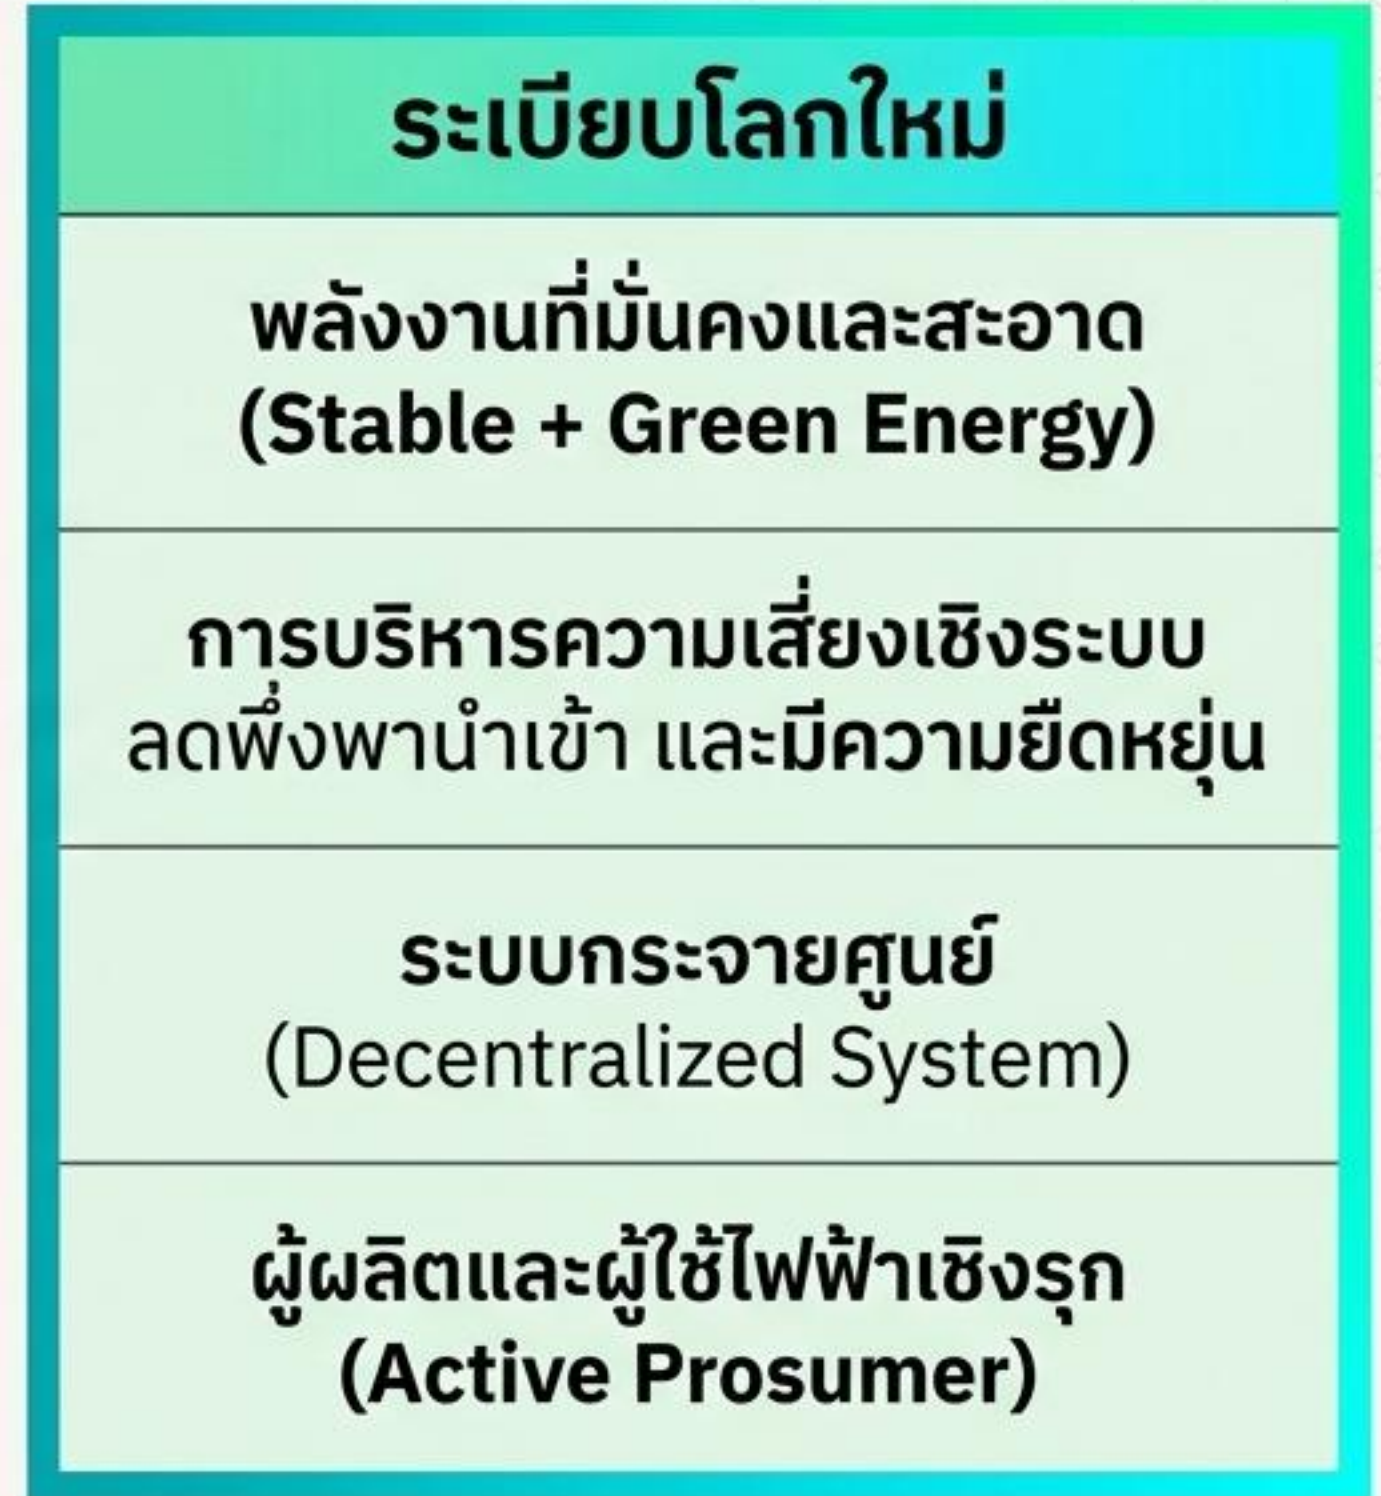 ระเบียบโลกใหม่
พลังงานที่มั่นคงและสะอาด
(Stable + Green Energy)
การบริหารความเสี่ยงเชิงระบบ
ลดพึ่งพานำเข้า และมีความยืดหยุ่น
ระบบกระจายศูนย์
(Decentralized System)
ผู้ผลิตและผู้ใช้ไฟฟ้าเชิงรุก
(Active Prosumer)